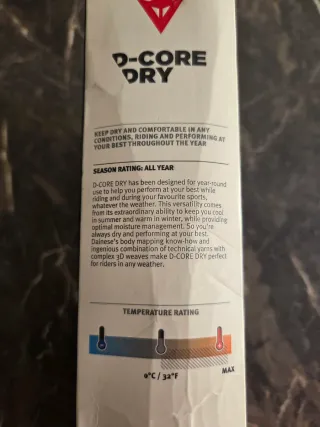 D-CORE
DRY
KEEP DRY AND COMFORTABLE IN ANY
CONDITIONS, RIDING AND PERFORMING AT
YOUR BEST THROUGHOUT THE YEAR
SEASON RATING: ALL YEAR
D-CORE DRY has been designed for year-round
use to help you perform at your best while
riding and during your favourite sports,
whatever the weather. This versatility comes
from its extraordinary ability to keep you cool
in summer and warm in winter, while providing
optimal moisture management. So you're
always dry and performing at your best.
Dainese's body mapping know-how and
ingenious combination of technical yarns with
complex 3D weaves make D-CORE DRY perfect
for riders in any weather.
TEMPERATURE RATING
0°C / 32°F
MAX